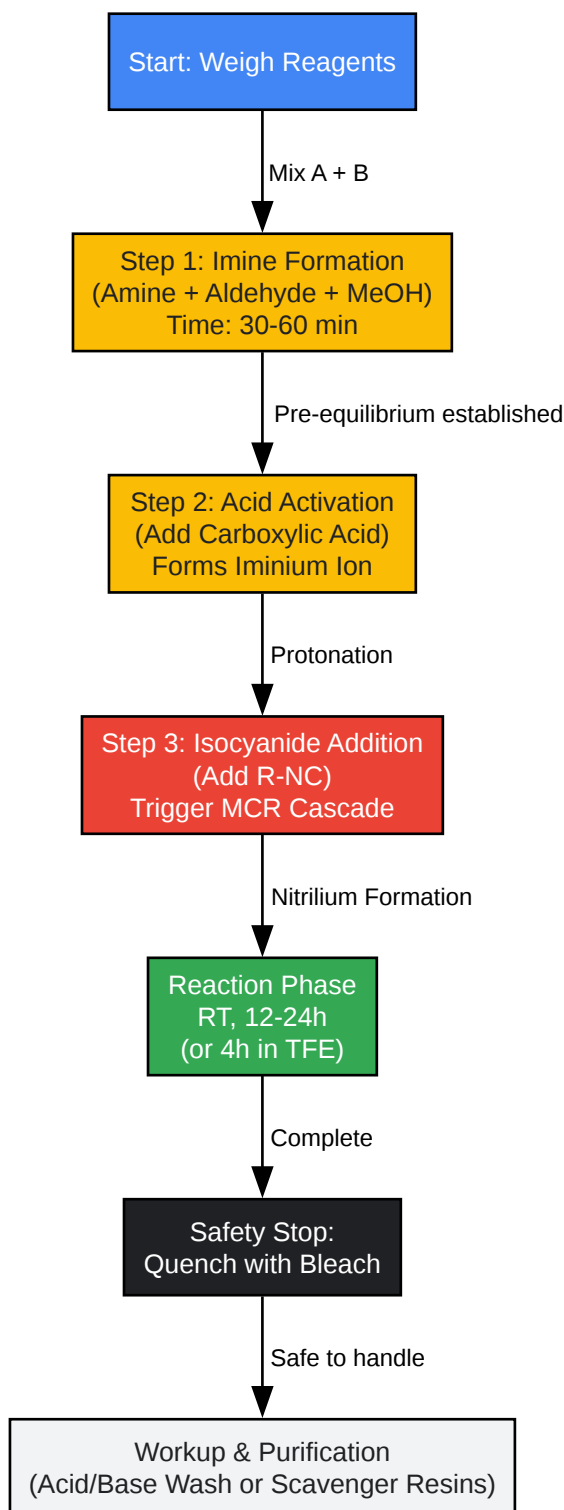 Start: Weigh Reagents
Mix A + B
Step 1: Imine Formation
(Amine + Aldehyde + MeOH)
Time: 30-60 min
Pre-equilibrium established
Step 2: Acid Activation
(Add Carboxylic Acid)
Forms Iminium Ion
Protonation
Step 3: Isocyanide Addition
(Add R-NC)
Trigger MCR Cascade
Nitrilium Formation
Reaction Phase
RT, 12-24h
(or 4h in TFE)
Complete
Safety Stop:
Quench with Bleach
Safe to handle
Workup & Purification
(Acid/Base Wash or Scavenger Resins)